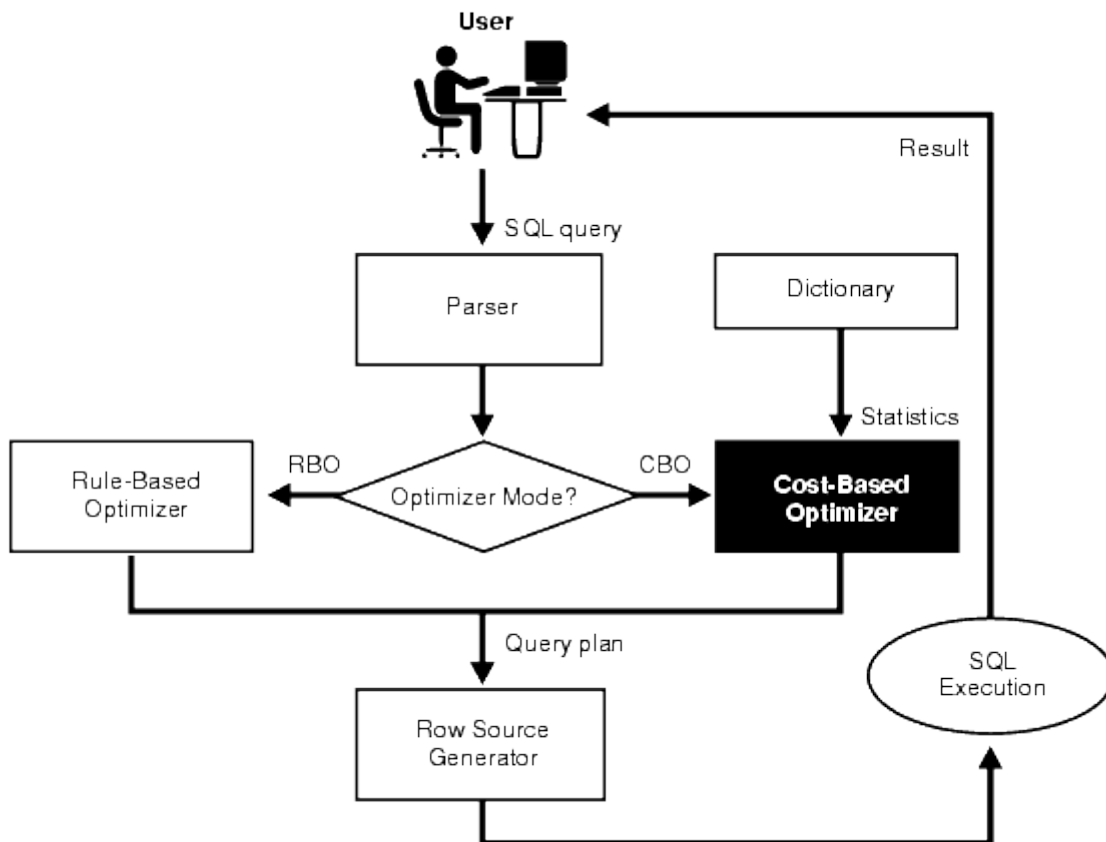 User
Result
SQL query
Parser
Dictionary
Statistics
RBO
CBO
Rule-Based
Optimizer
Optimizer Mode?
Cost-Based
Optimizer
Query plan
SQL
Execution
Row Source
Generator